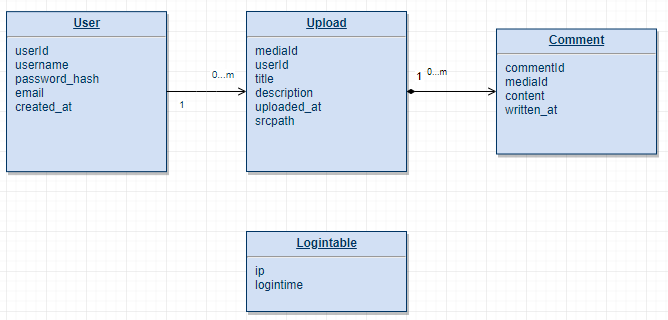 User
userId
username
password_hash
email
created_at
0...m
1
Upload
mediaId
userId
title
description
uploaded_at
srcpath
1
0...m
Comment
commentId
mediaId
content
written_at
Logintable
ip
logintime